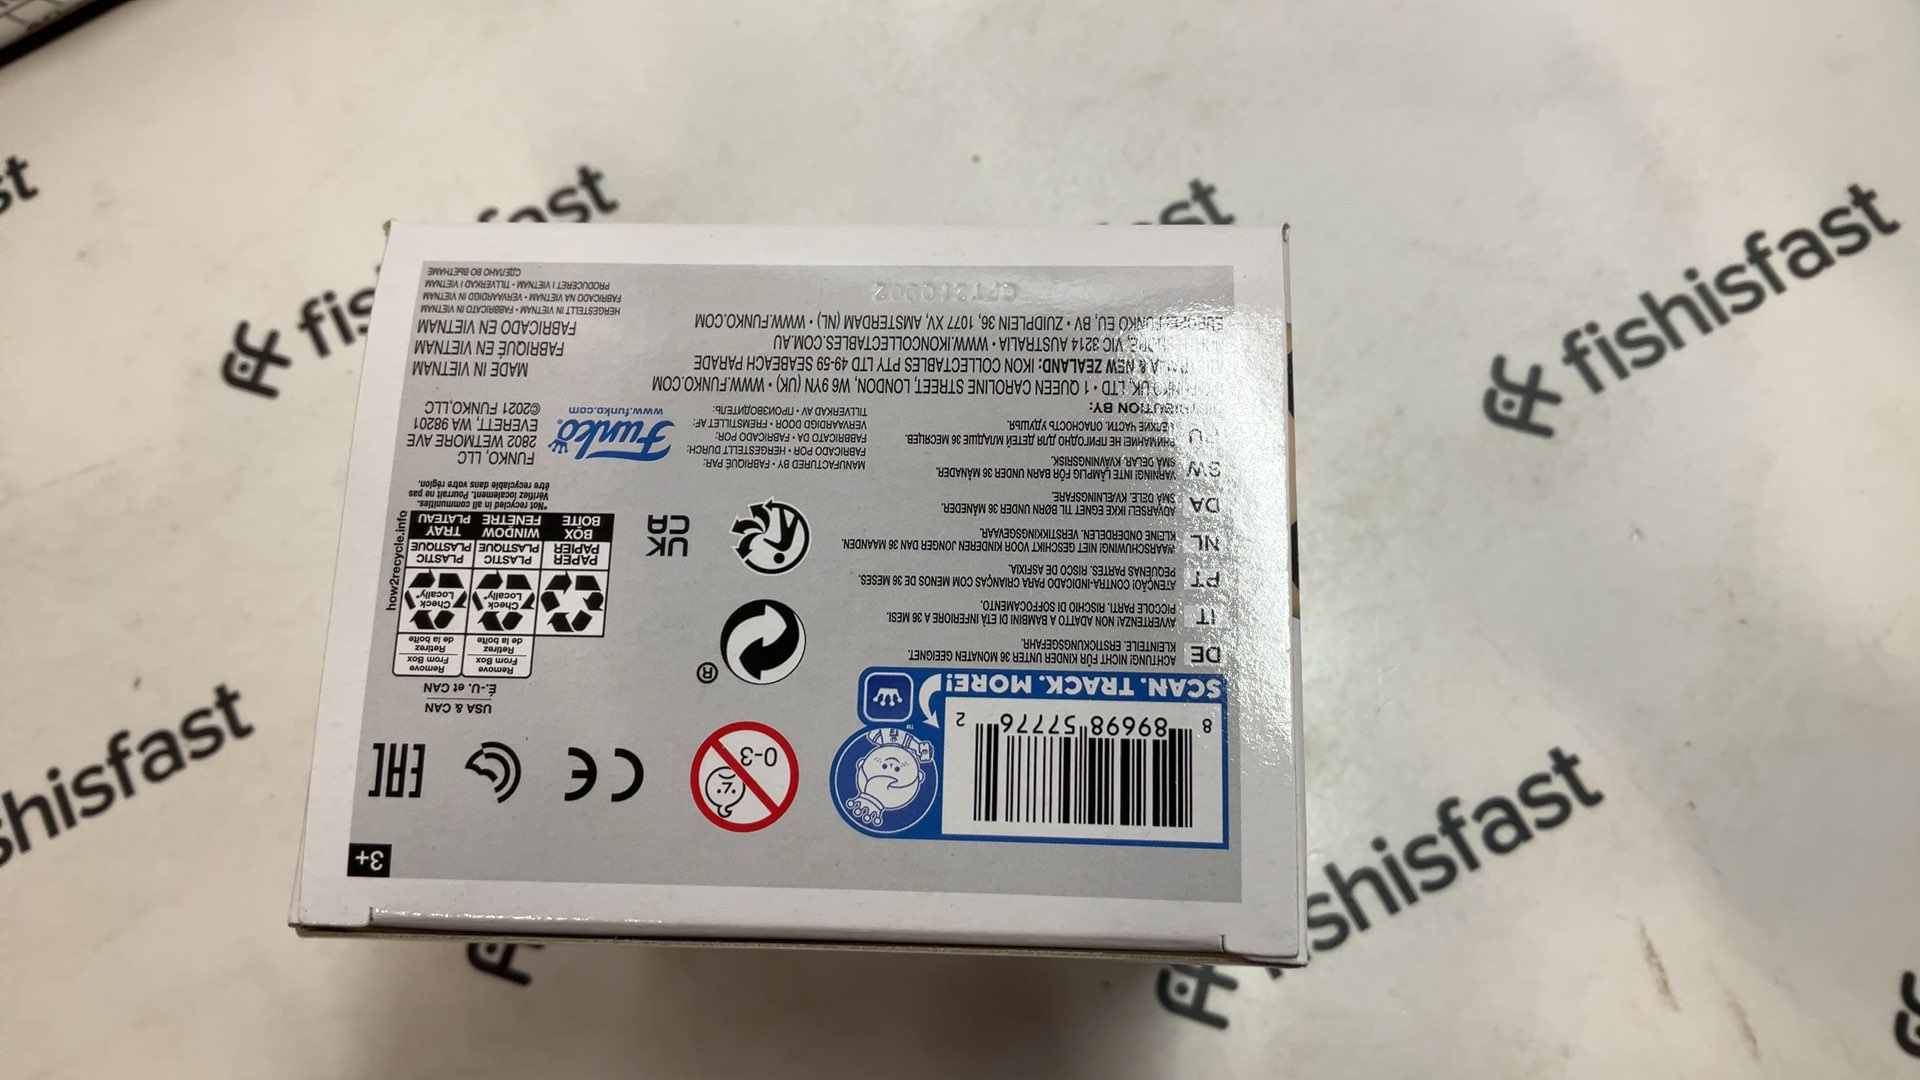 3+
8 89698 57776 2
SCAN. TRACK. MORE!
TM
0-3
CE
EAC
USA & CAN
É.-U. et CAN
Remove From Box
Retirez de la boîte
Remove From Box
Retirez de la boîte
Check Locally*
Check Locally*
PAPER PAPIER
PLASTIC PLASTIQUE
PLASTIC PLASTIQUE
BOX BOÎTE
WINDOW FENÊTRE
TRAY PLATEAU
how2recycle.info
*Not recycled in all communities.
Vérifiez localement. Pourrait ne pas
être recyclable dans votre région.
®
UK
CA
DE ACHTUNG! NICHT FÜR KINDER UNTER 36 MONATEN GEEIGNET.
KLEINTEILE. ERSTICKUNGSGEFAHR.
IT AVVERTENZA! NON ADATTO A BAMBINI DI ETÀ INFERIORE A 36 MESI.
PICCOLE PARTI. RISCHIO DI SOFFOCAMENTO.
PT ATENÇÃO! CONTRA-INDICADO PARA CRIANÇAS COM MENOS DE 36 MESES.
PEQUENAS PARTES. RISCO DE ASFIXIA.
NL WAARSCHUWING! NIET GESCHIKT VOOR KINDEREN JONGER DAN 36 MAANDEN.
KLEINE ONDERDELEN. VERSTIKKINGSGEVAAR.
DA ADVARSEL! IKKE EGNET TIL BØRN UNDER 36 MÅNEDER.
SMÅ DELE. KVÆLNINGSFARE.
SW VARNING! INTE LÄMPLIG FÖR BARN UNDER 36 MÅNADER.
SMÅ DELAR. KVÄVNINGSRISK.
RU ВНИМАНИЕ! НЕ ПРИГОДНО ДЛЯ ДЕТЕЙ МЛАДШЕ 36 МЕСЯЦЕВ.
МЕЛКИЕ ЧАСТИ. ОПАСНОСТЬ УДУШЬЯ.
MANUFACTURED BY • FABRIQUÉ PAR:
FABRICADO POR • HERGESTELLT DURCH:
FABRICATO DA • FABRICADO POR:
VERVAARDIGD DOOR • FREMSTILLET AF:
TILLVERKAD AV • ПРОИЗВОДИТЕЛЬ:
Funko
www.funko.com
FUNKO, LLC
2802 WETMORE AVE
EVERETT, WA 98201
©2021 FUNKO,LLC
DISTRIBUTION BY:
FUNKO UK, LTD • 1 QUEEN CAROLINE STREET, LONDON, W6 9YN (UK) • WWW.FUNKO.COM
& NEW ZEALAND: IKON COLLECTABLES PTY LTD 49-59 SEABEACH PARADE
VIC 3214 AUSTRALIA • WWW.IKONCOLLECTABLES.COM.AU
FUNKO EU, BV • ZUIDPLEIN 36, 1077 XV, AMSTERDAM (NL) • WWW.FUNKO.COM
MADE IN VIETNAM
FABRIQUÉ EN VIETNAM
FABRICADO EN VIETNAM
HERGESTELLT IN VIETNAM • FABBRICATO IN VIETNAM
FABRICADO NA VIETNAM • VERVAARDIGD IN VIETNAM
PRODUCERET I VIETNAM • TILLVERKAD I VIETNAM
СДЕЛАНО ВО ВЬЕТНАМЕ
fishisfast
fishisfast
fishisfast
fishisfast